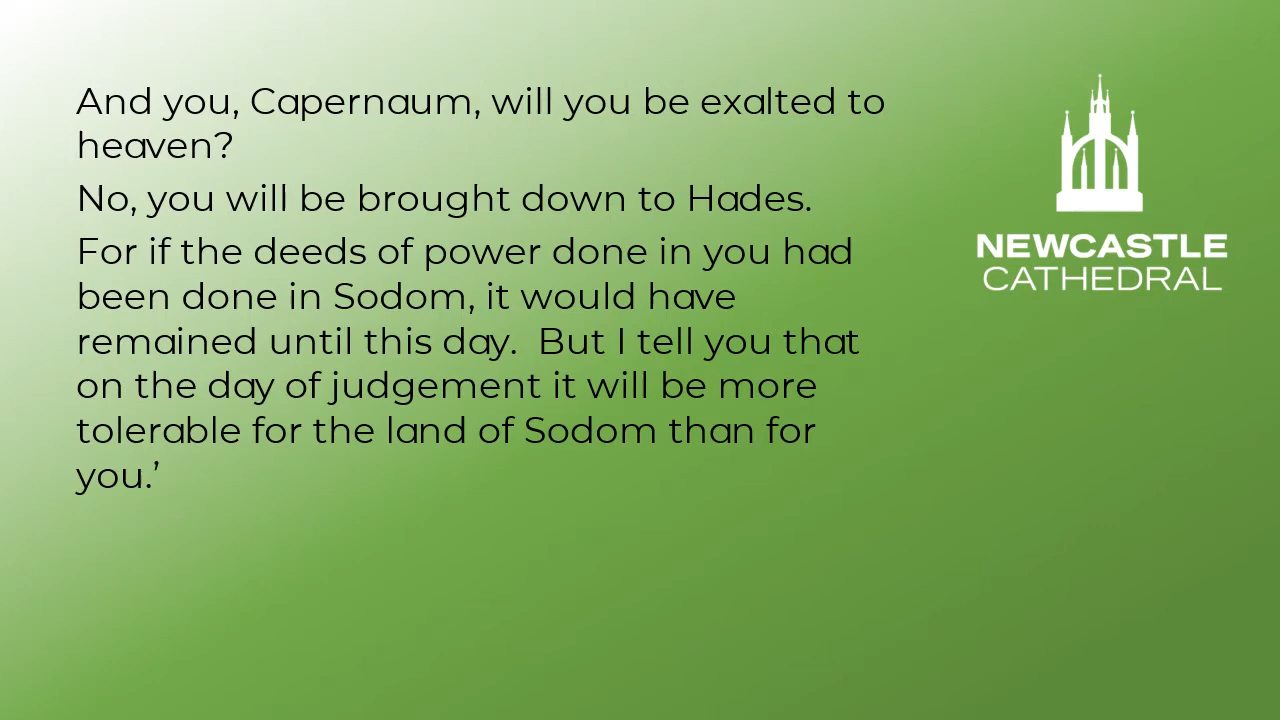 And you, Capernaum, will you be exalted to
heaven?
No, you will be brought down to Hades.
For if the deeds of power done in you had
been done in Sodom, it would have
remained until this day.  But I tell you that
on the day of judgement it will be more
tolerable for the land of Sodom than for
you.’
NEWCASTLE
CATHEDRAL